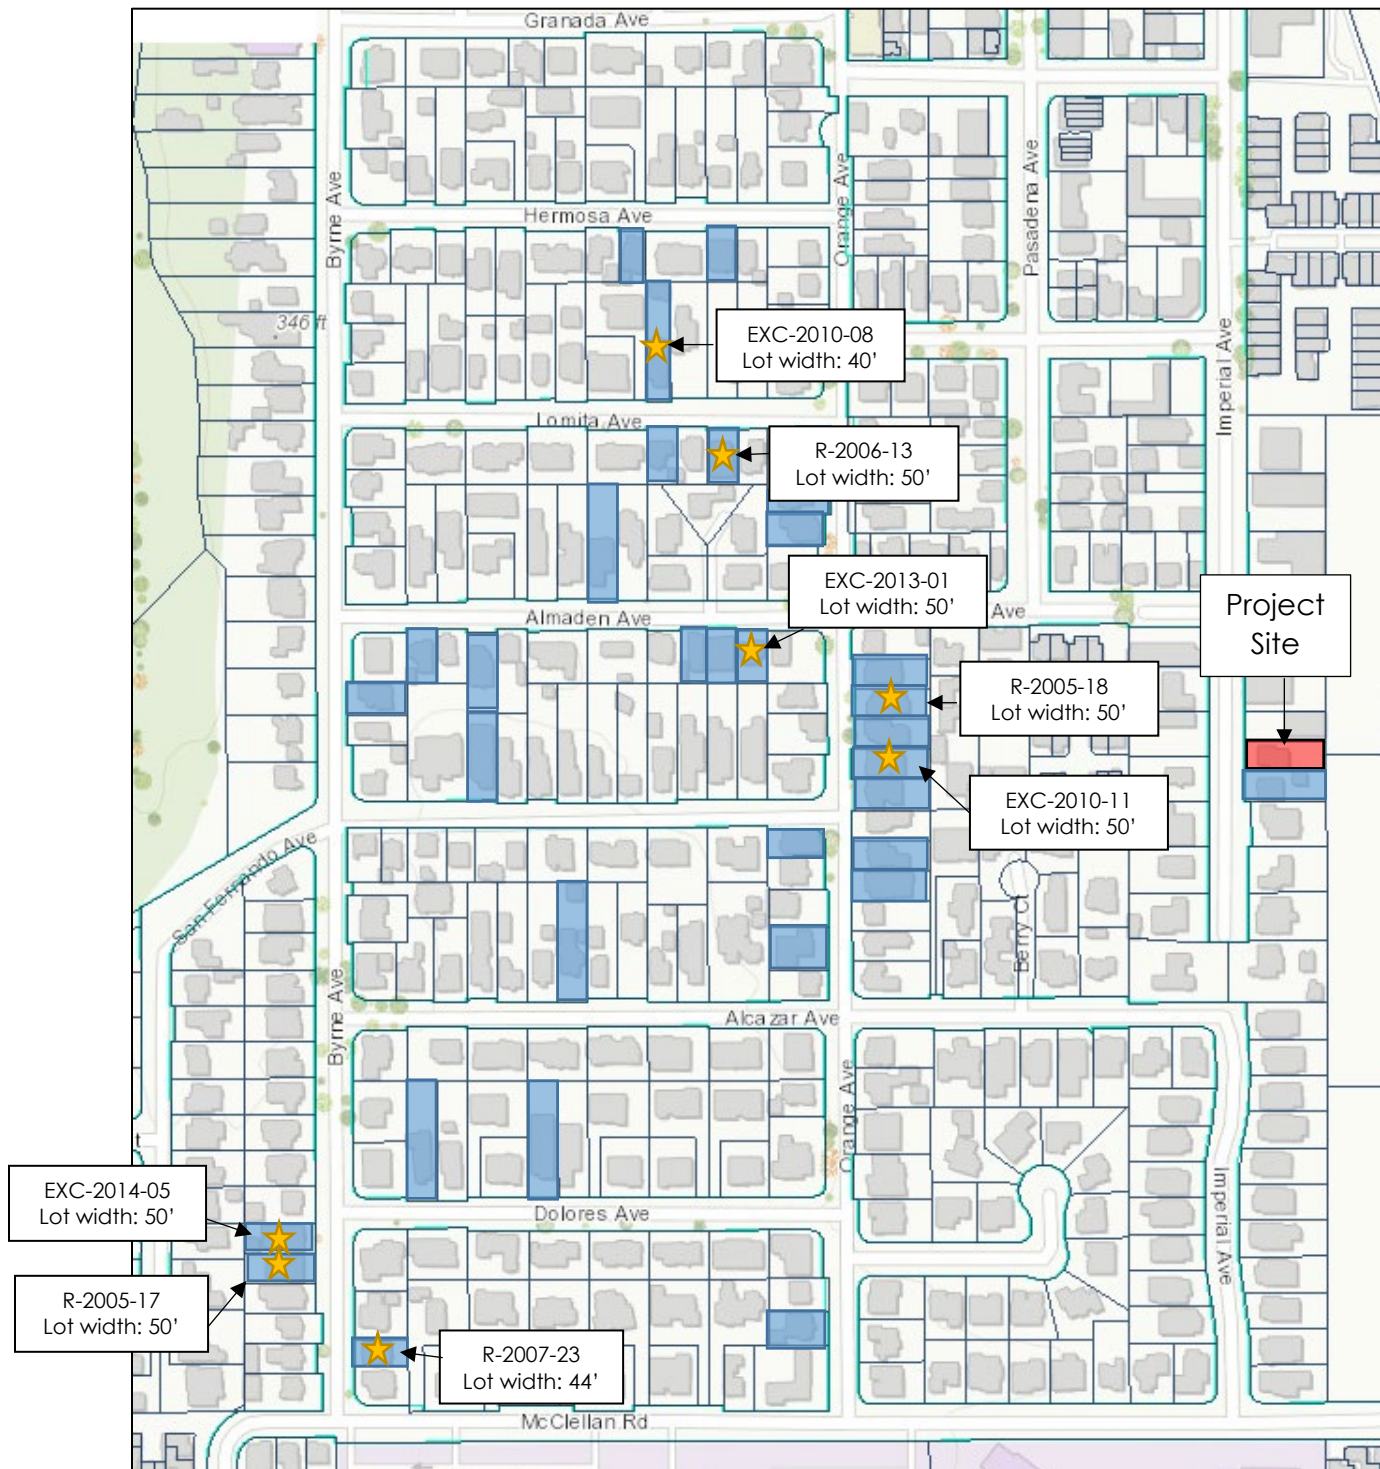 Granada Ave
Byrne Ave
Hermosa Ave
Orange Ave
Pasadena Ave
346 ft
EXC-2010-08
Lot width: 40'
Imperial Ave
Lomita Ave
R-2006-13
Lot width: 50'
EXC-2013-01
Lot width: 50'
Almaden Ave
Ave
Project
Site
R-2005-18
Lot width: 50'
EXC-2010-11
Lot width: 50'
San Fernando Ave
Berry Ct
Byrne Ave
Alcazar Ave
Orange Ave
t
EXC-2014-05
Lot width: 50'
Dolores Ave
Imperial Ave
R-2005-17
Lot width: 50'
R-2007-23
Lot width: 44'
McClellan Rd